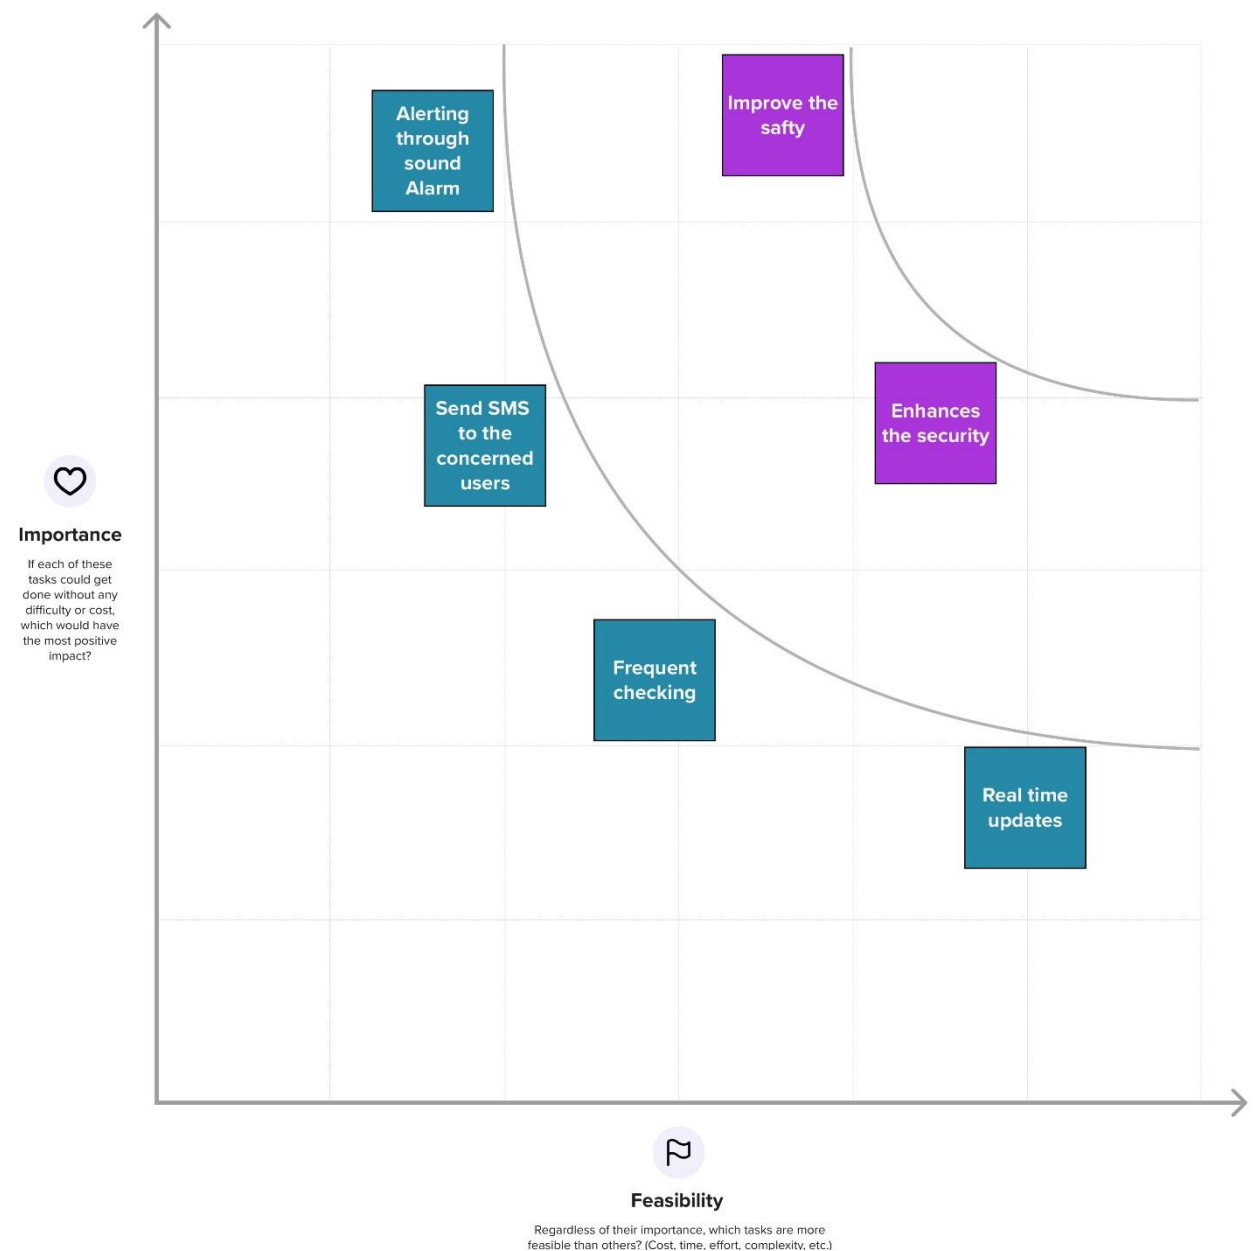 Alerting
through
sound
Alarm
Improve the
safty
Send SMS
to the
concerned
users
Enhances
the security
Importance
If each of these
tasks could get
done without any
difficulty or cost,
which would have
the most positive
impact?
Frequent
checking
Real time
updates
Feasibility
Regardless of their importance, which tasks are more
feasible than others? (Cost, time, effort, complexity, etc.)